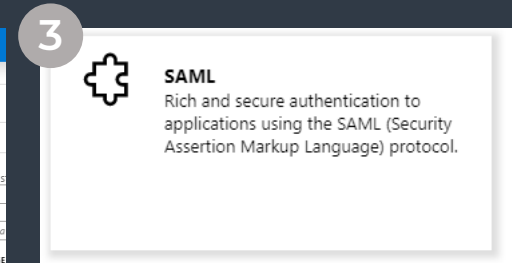 3
SAML
Rich and secure authentication to
applications using the SAML (Security
Assertion Markup Language) protocol.